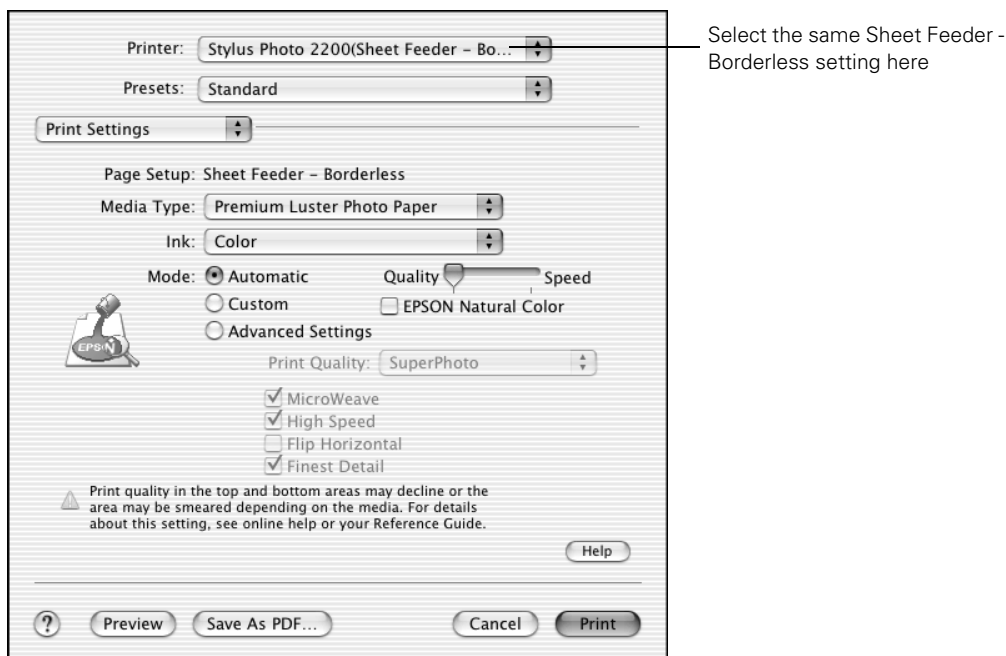 Printer: Stylus Photo 2200(Sheet Feeder – Bo...
Select the same Sheet Feeder -
Borderless setting here
Presets: Standard
Print Settings
Page Setup: Sheet Feeder – Borderless
Media Type: Premium Luster Photo Paper
Ink: Color
Mode: Automatic Quality Speed
Custom EPSON Natural Color
Advanced Settings
EPSON
Print Quality: SuperPhoto
MicroWeave
High Speed
Flip Horizontal
Finest Detail
Print quality in the top and bottom areas may decline or the
area may be smeared depending on the media. For details
about this setting, see online help or your Reference Guide.
Help
? Preview Save As PDF... Cancel Print